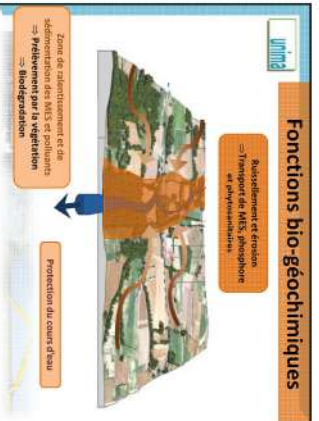 unima
Fonctions bio-géochimiques
Ruissellement et érosion
⇒ Transport de MES, phosphore
et phytosanitaires
Zone de ralentissement et de
sédimentation des MES et polluants
⇒ Prélèvement par la végétation
⇒ Biodégradation
Protection du cours d'eau